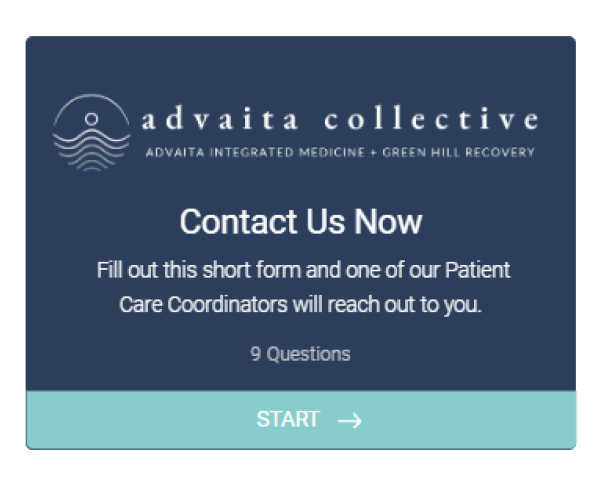 advaita collective
ADVAITA INTEGRATED MEDICINE + GREEN HILL RECOVERY
Contact Us Now
Fill out this short form and one of our Patient
Care Coordinators will reach out to you.
9 Questions
START →